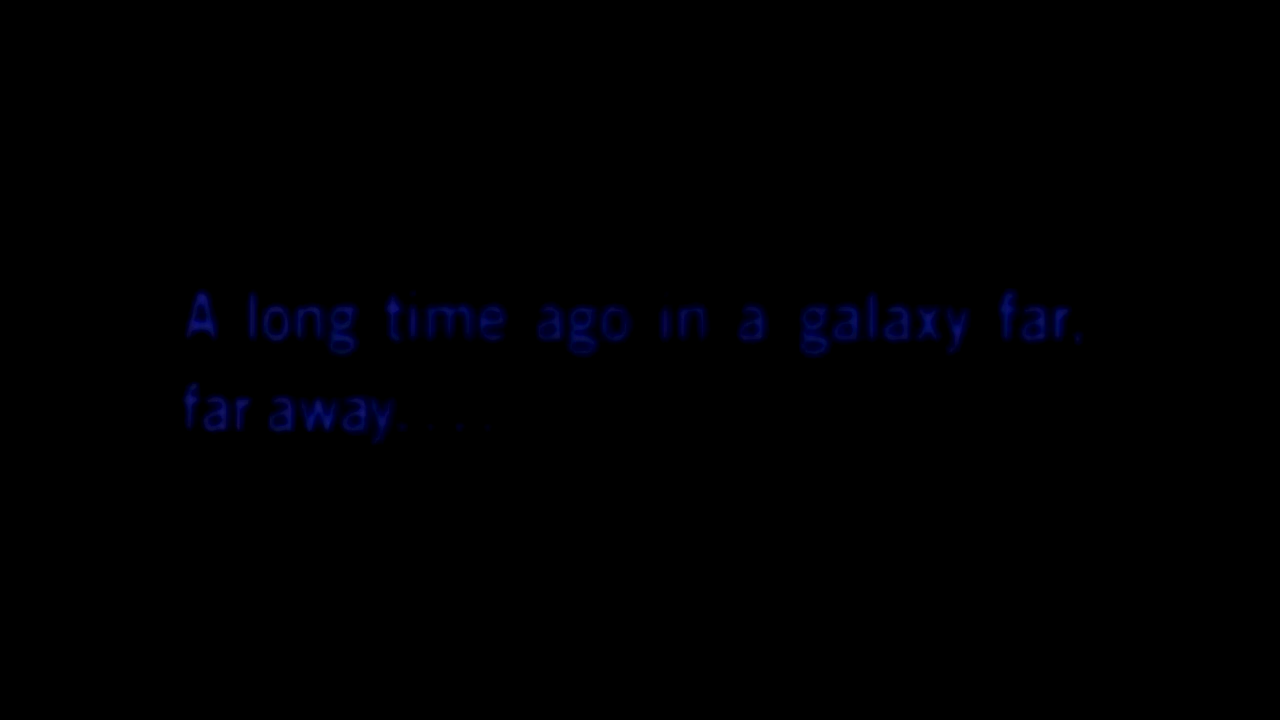 A long time ago in a galaxy far,
far away. . . .